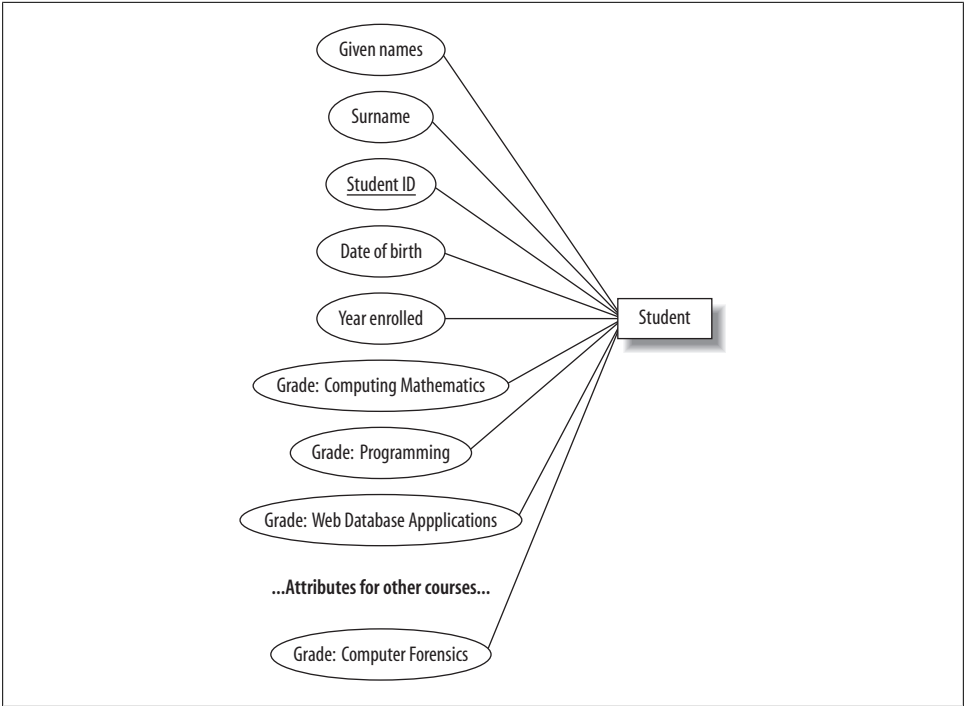 Given names
Surname
Student ID
Date of birth
Year enrolled
Student
Grade: Computing Mathematics
Grade: Programming
Grade: Web Database Appplications
...Attributes for other courses...
Grade: Computer Forensics